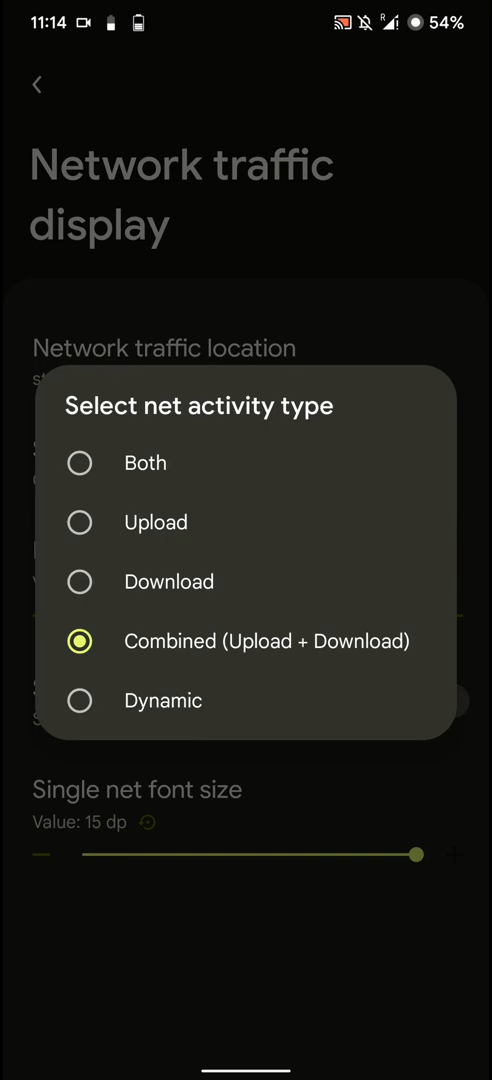 11:14
R
54%
Network traffic
display
Network traffic location
Select net activity type
Both
Upload
Download
Combined (Upload + Download)
Dynamic
Single net font size
Value: 15 dp